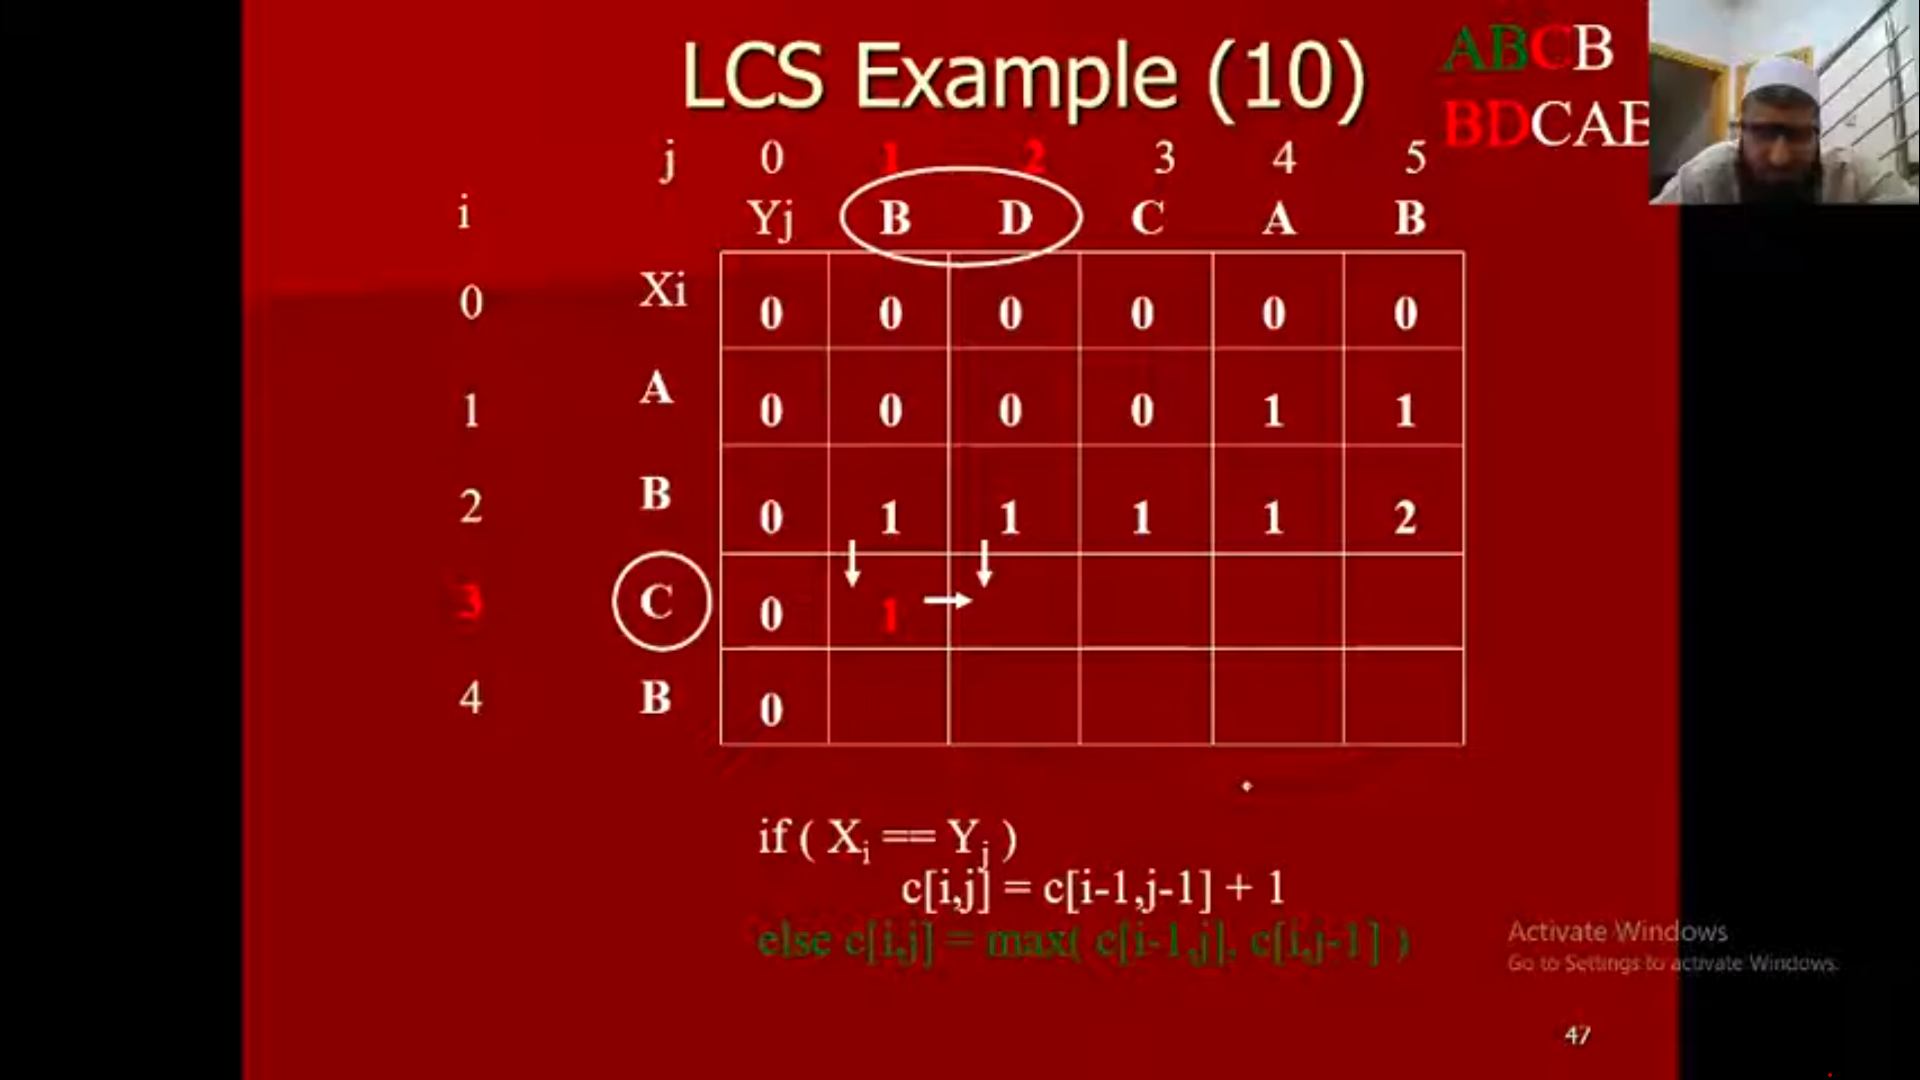 LCS Example (10)
ABCB
BDCAB
j 0 1 2 3 4 5
i Yj B D C A B
0 Xi 0 0 0 0 0 0
1 A 0 0 0 0 1 1
2 B 0 1 1 1 1 2
3 C 0 1
4 B 0
if ( Xi == Yj )
c[i,j] = c[i-1,j-1] + 1
else c[i,j] = max( c[i-1,j], c[i,j-1] )
Activate Windows
Go to Settings to activate Windows.
47